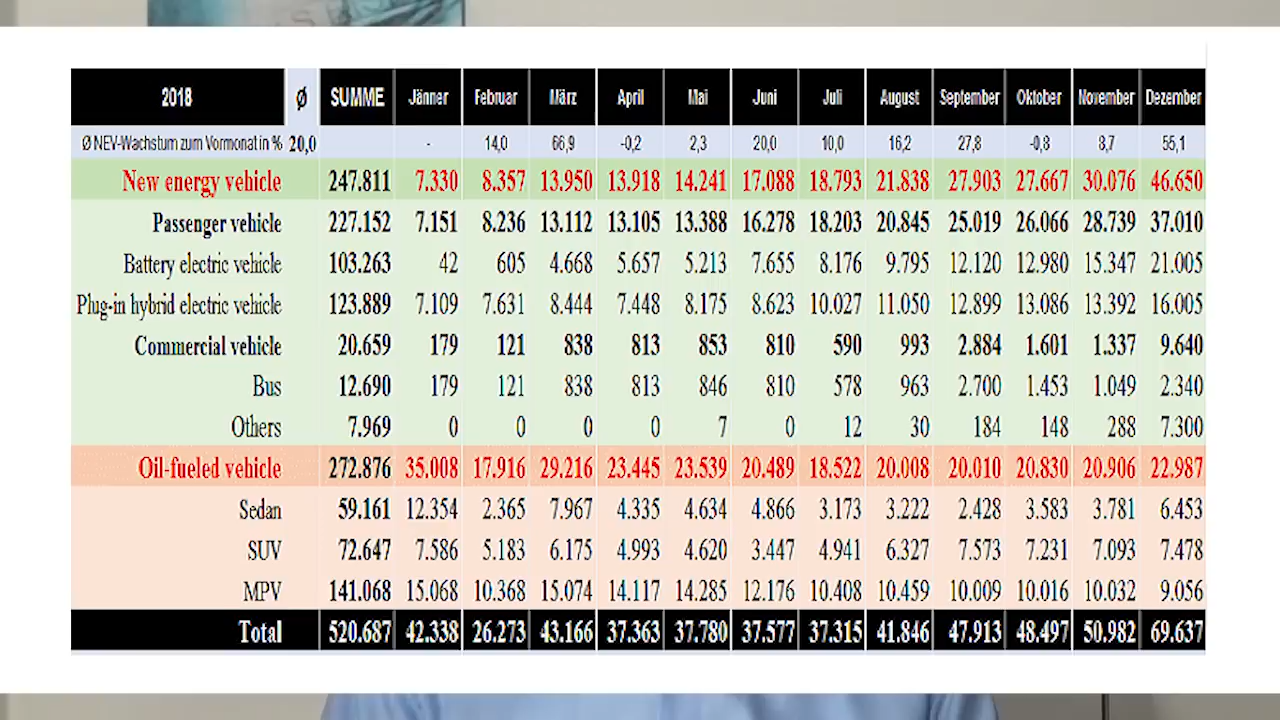 2018 Ø SUMME Jänner Februar März April Mai Juni Juli August September Oktober November Dezember
Ø NEV-Wachstum zum Vormonat in % 20,0 - 14,0 66,9 -0,2 2,3 20,0 10,0 16,2 27,8 -0,8 8,7 55,1
New energy vehicle 247.811 7.330 8.357 13.950 13.918 14.241 17.088 18.793 21.838 27.903 27.667 30.076 46.650
Passenger vehicle 227.152 7.151 8.236 13.112 13.105 13.388 16.278 18.203 20.845 25.019 26.066 28.739 37.010
Battery electric vehicle 103.263 42 605 4.668 5.657 5.213 7.655 8.176 9.795 12.120 12.980 15.347 21.005
Plug-in hybrid electric vehicle 123.889 7.109 7.631 8.444 7.448 8.175 8.623 10.027 11.050 12.899 13.086 13.392 16.005
Commercial vehicle 20.659 179 121 838 813 853 810 590 993 2.884 1.601 1.337 9.640
Bus 12.690 179 121 838 813 846 810 578 963 2.700 1.453 1.049 2.340
Others 7.969 0 0 0 0 7 0 12 30 184 148 288 7.300
Oil-fueled vehicle 272.876 35.008 17.916 29.216 23.445 23.539 20.489 18.522 20.008 20.010 20.830 20.906 22.987
Sedan 59.161 12.354 2.365 7.967 4.335 4.634 4.866 3.173 3.222 2.428 3.583 3.781 6.453
SUV 72.647 7.586 5.183 6.175 4.993 4.620 3.447 4.941 6.327 7.573 7.231 7.093 7.478
MPV 141.068 15.068 10.368 15.074 14.117 14.285 12.176 10.408 10.459 10.009 10.016 10.032 9.056
Total 520.687 42.338 26.273 43.166 37.363 37.780 37.577 37.315 41.846 47.913 48.497 50.982 69.637